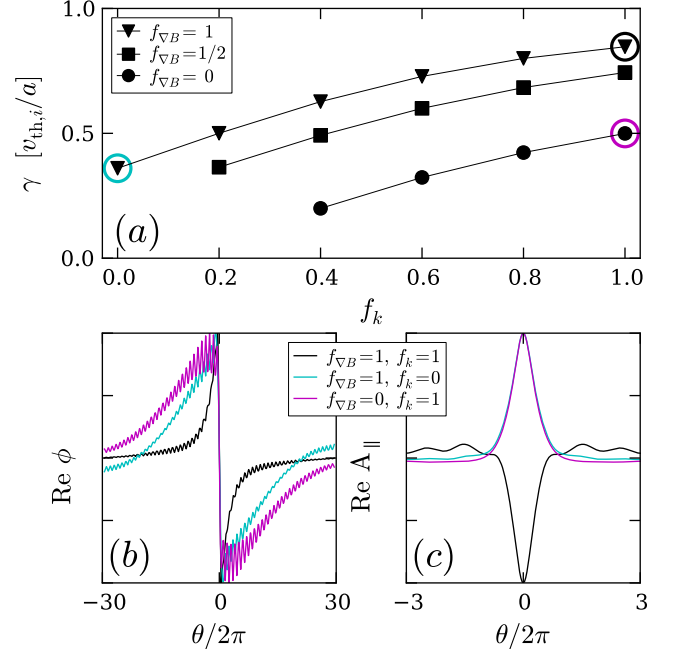 1.0
0.5
0.0
γ [v_{th,i}/a]
f_{∇B}= 1
f_{∇B}=1/2
f_{∇B}= 0
(a)
0.0 0.2 0.4 0.6 0.8 1.0
f_k
f_{∇B}=1, f_k=1
f_{∇B}=1, f_k=0
f_{∇B}=0, f_k=1
Re ϕ
Re A_∥
(b)
(c)
−30 0 30
−3 0 3
θ/2π
θ/2π